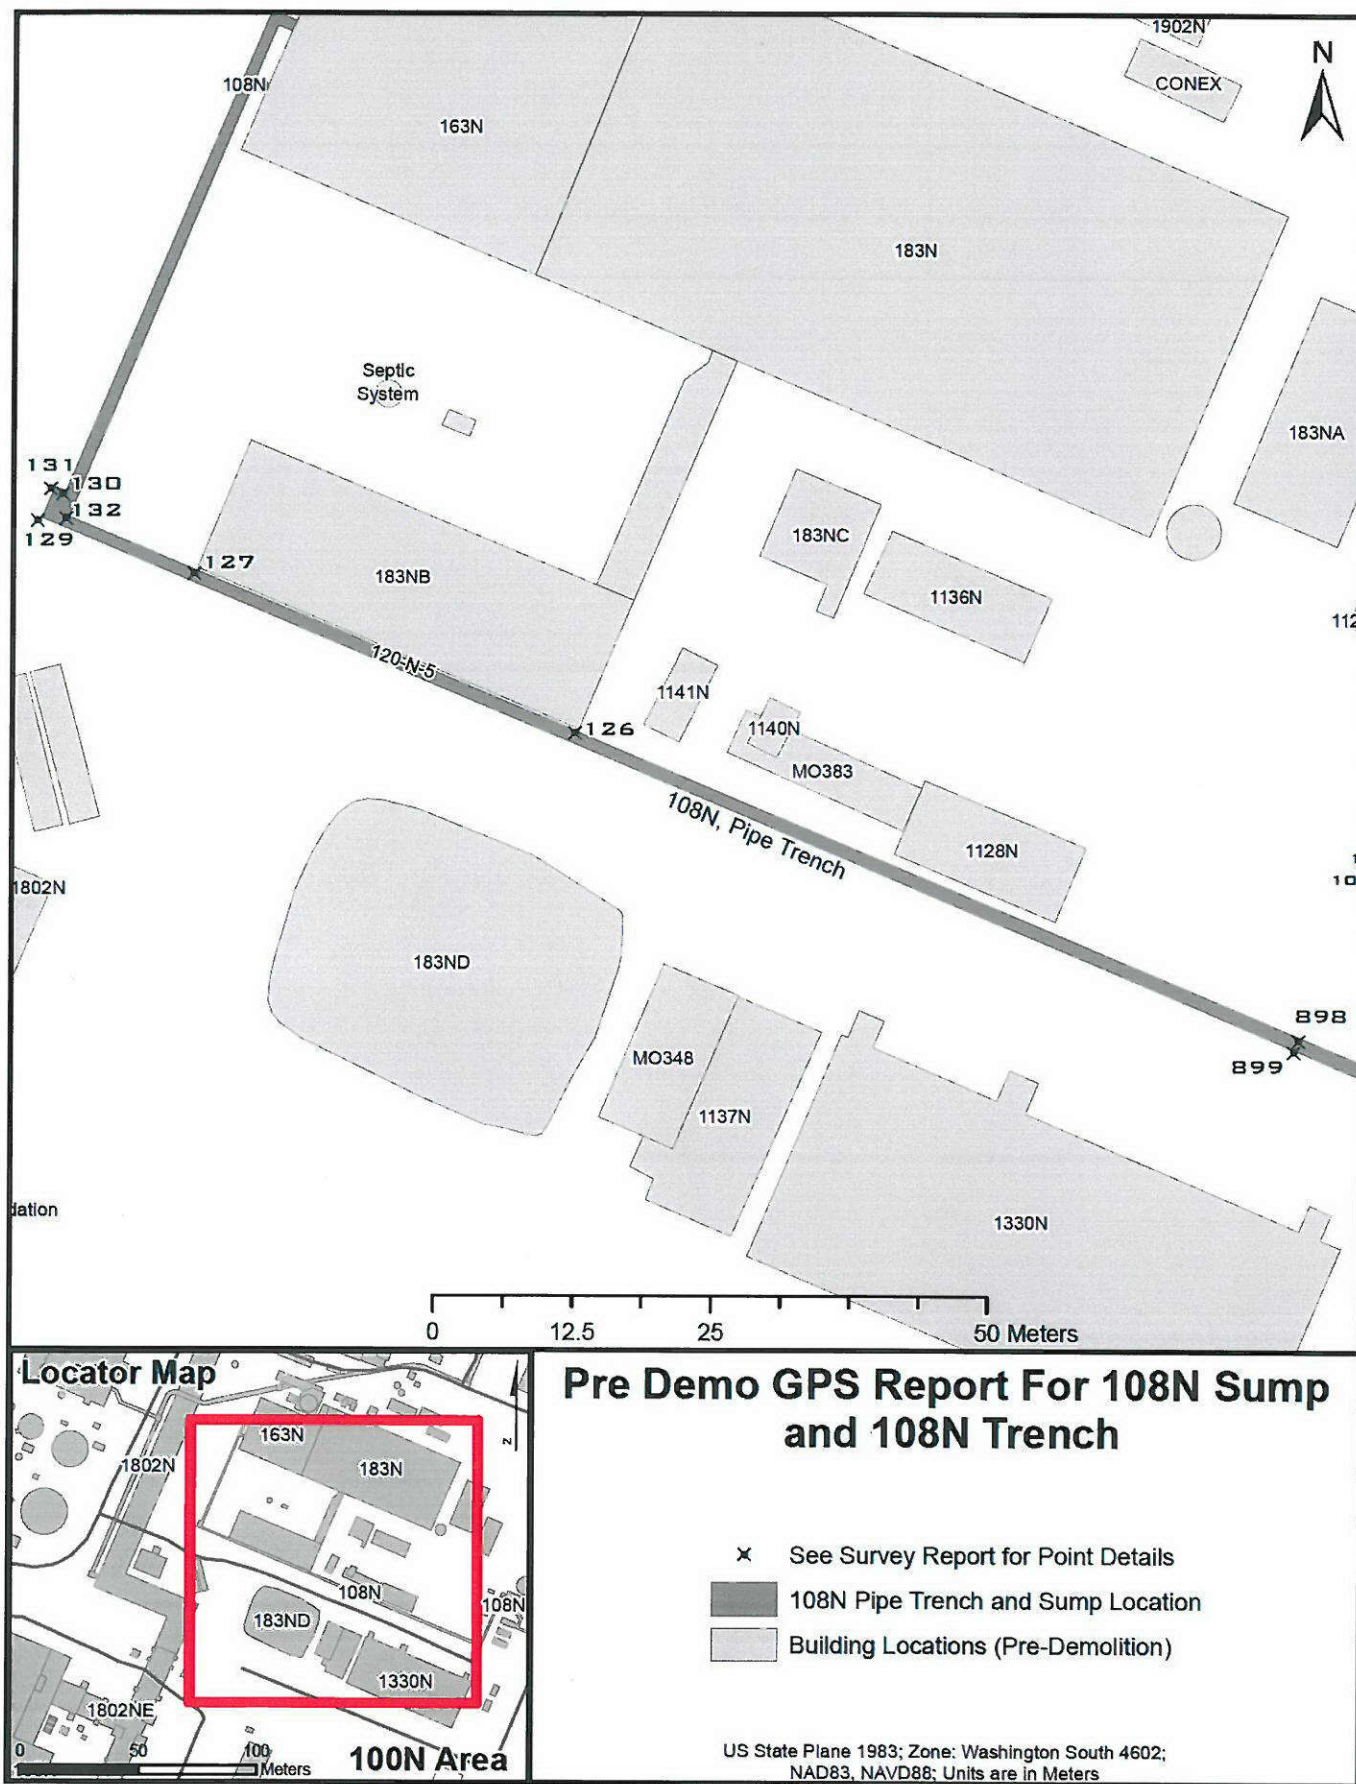 1902N
N
CONEX
108N
163N
183N
Septic
System
183NA
131
130
132
129
127
183NC
183NB
1136N
120-N-5
1141N
126
1140N
MO383
108N, Pipe Trench
1128N
1802N
183ND
898
MO348
899
1137N
dation
1330N
0 12.5 25 50 Meters
Locator Map
N
163N
1802N
183N
108N
108N
183ND
1330N
1802NE
0 50 100
Meters
100N Area
Pre Demo GPS Report For 108N Sump
and 108N Trench
See Survey Report for Point Details
108N Pipe Trench and Sump Location
Building Locations (Pre-Demolition)
US State Plane 1983; Zone: Washington South 4602;
NAD83, NAVD88; Units are in Meters